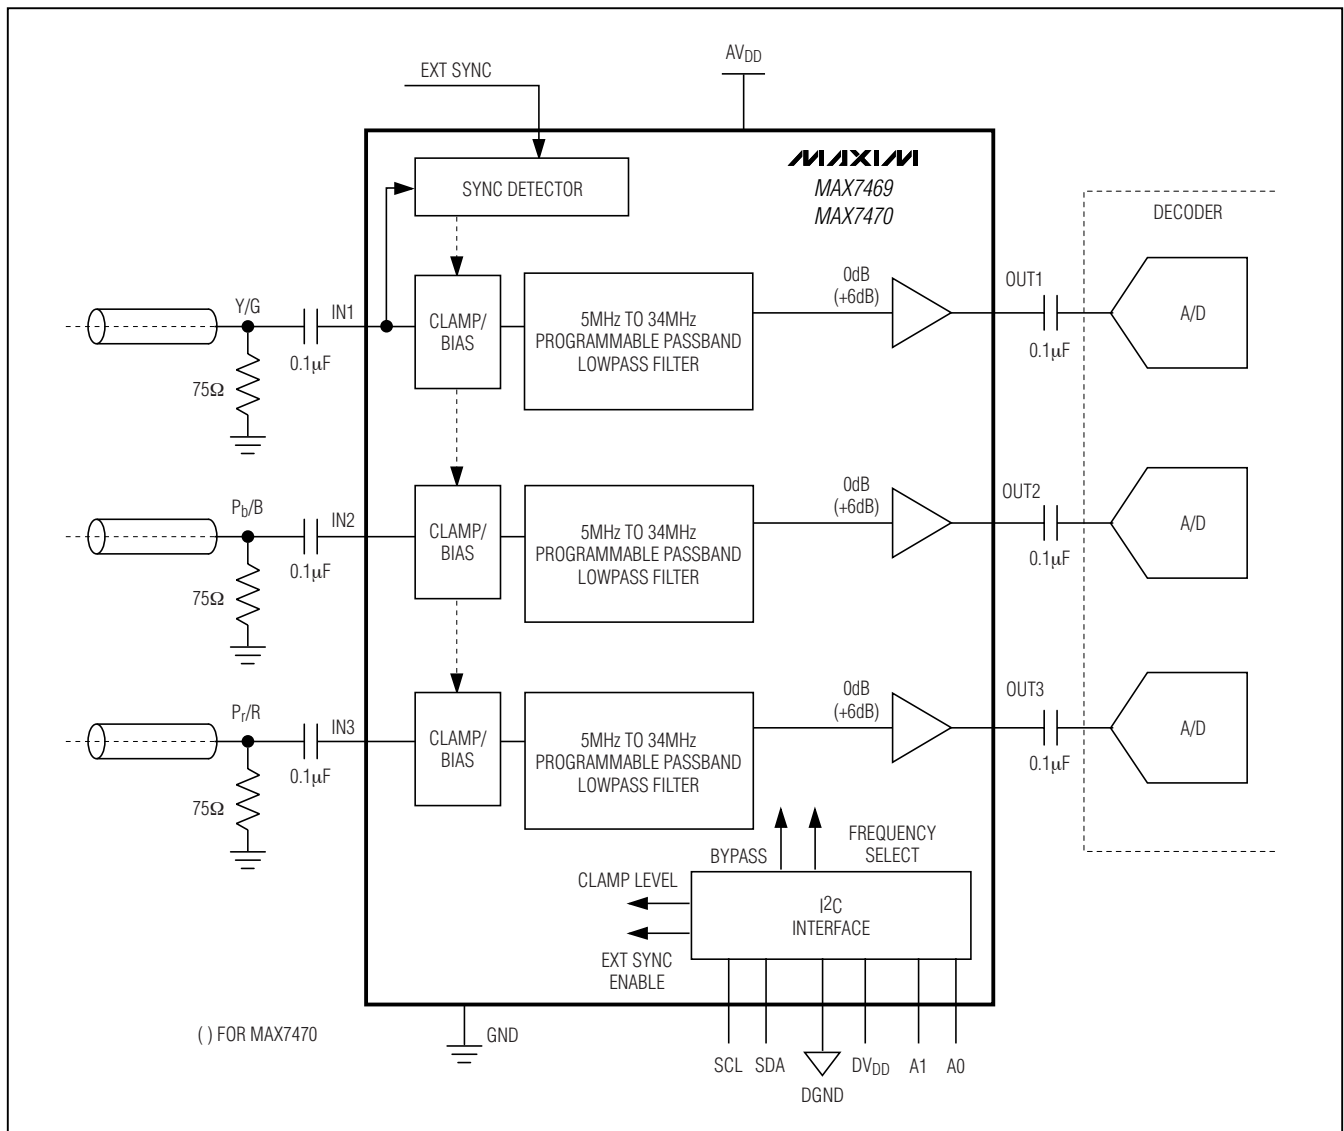 EXT SYNC
AVDD
MAXIM
MAX7469
MAX7470
SYNC DETECTOR
DECODER
Y/G
IN1
0.1µF
75Ω
CLAMP/
BIAS
5MHz TO 34MHz
PROGRAMMABLE PASSBAND
LOWPASS FILTER
0dB
(+6dB)
OUT1
0.1µF
A/D
Pb/B
IN2
0.1µF
75Ω
CLAMP/
BIAS
5MHz TO 34MHz
PROGRAMMABLE PASSBAND
LOWPASS FILTER
0dB
(+6dB)
OUT2
0.1µF
A/D
Pr/R
IN3
0.1µF
75Ω
CLAMP/
BIAS
5MHz TO 34MHz
PROGRAMMABLE PASSBAND
LOWPASS FILTER
0dB
(+6dB)
OUT3
0.1µF
A/D
BYPASS
FREQUENCY
SELECT
CLAMP LEVEL
I2C
INTERFACE
EXT SYNC
ENABLE
( ) FOR MAX7470
GND
SCL
SDA
DGND
DVDD
A1
A0